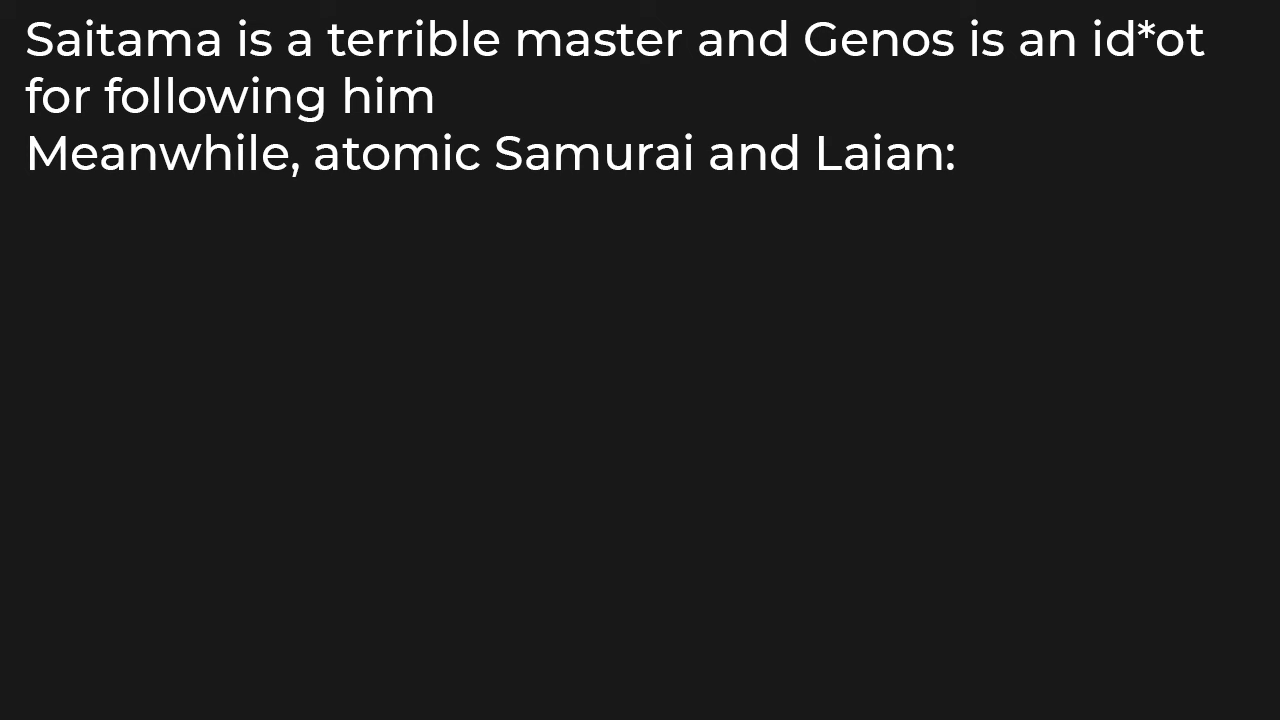 Saitama is a terrible master and Genos is an id*ot
for following him
Meanwhile, atomic Samurai and Laian: